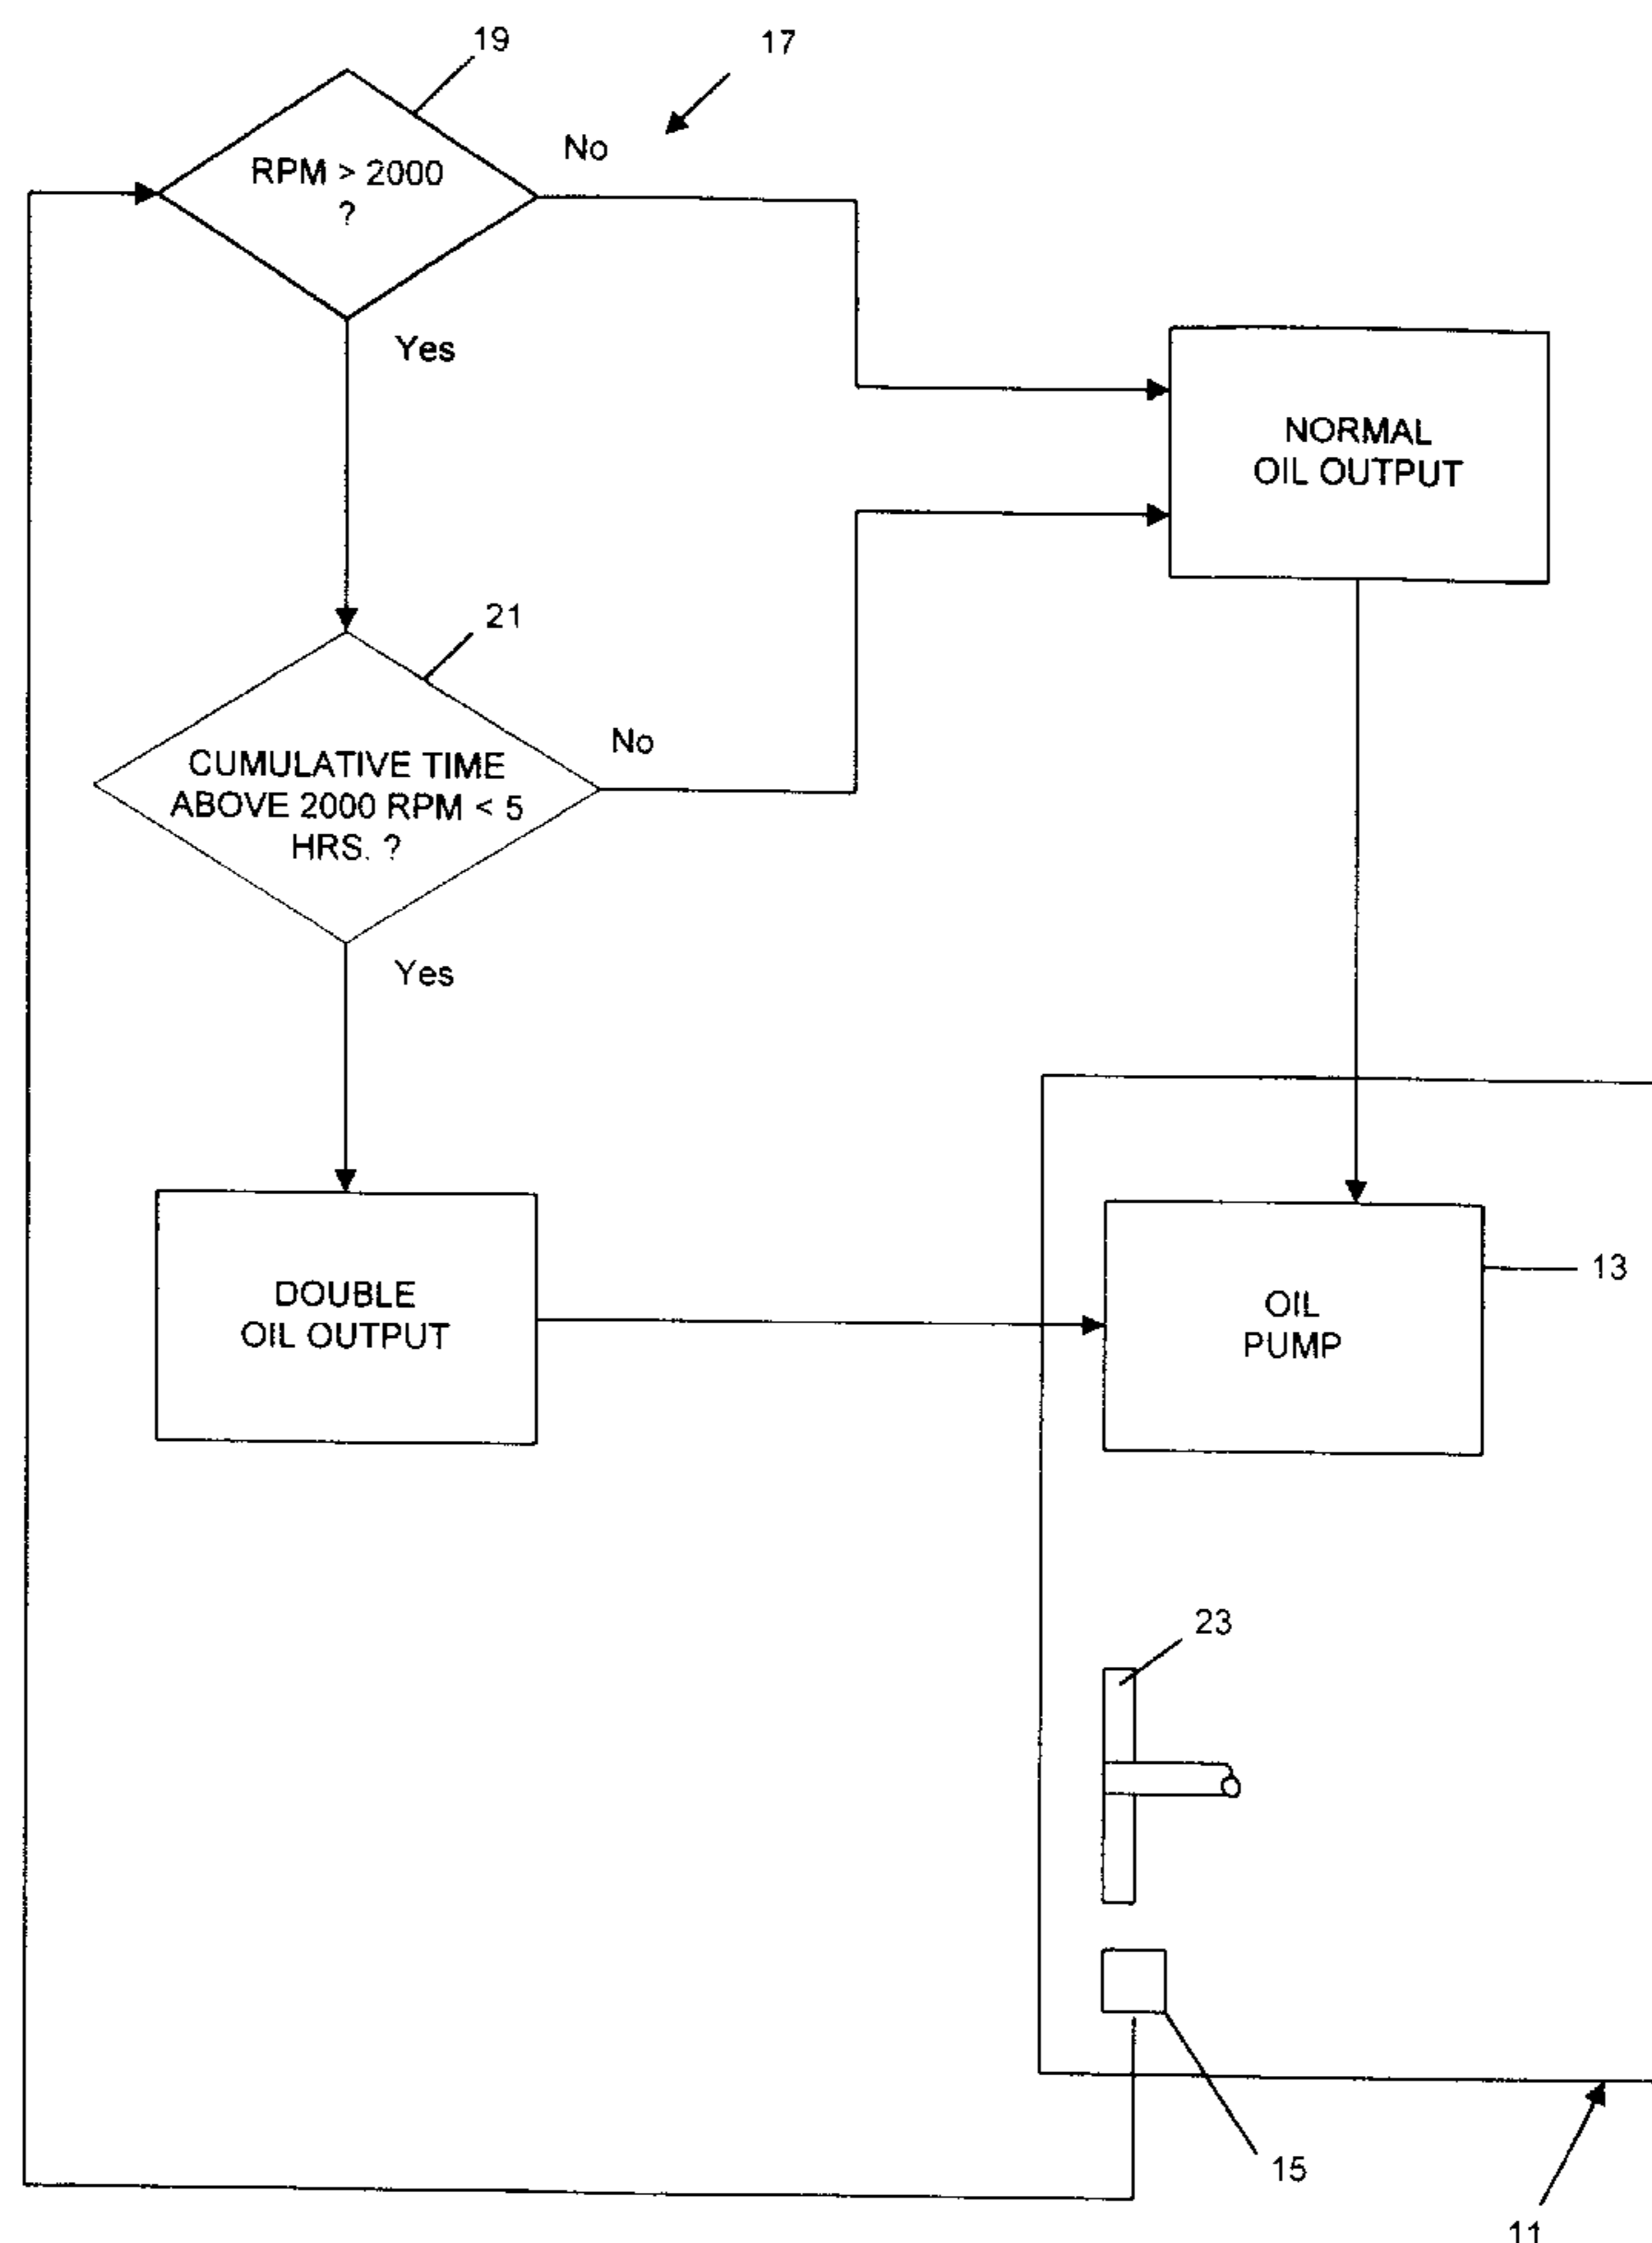 19
17
No
RPM > 2000
?
Yes
NORMAL
OIL OUTPUT
21
No
CUMULATIVE TIME
ABOVE 2000 RPM < 5
HRS. ?
Yes
DOUBLE
OIL OUTPUT
13
OIL
PUMP
23
15
11